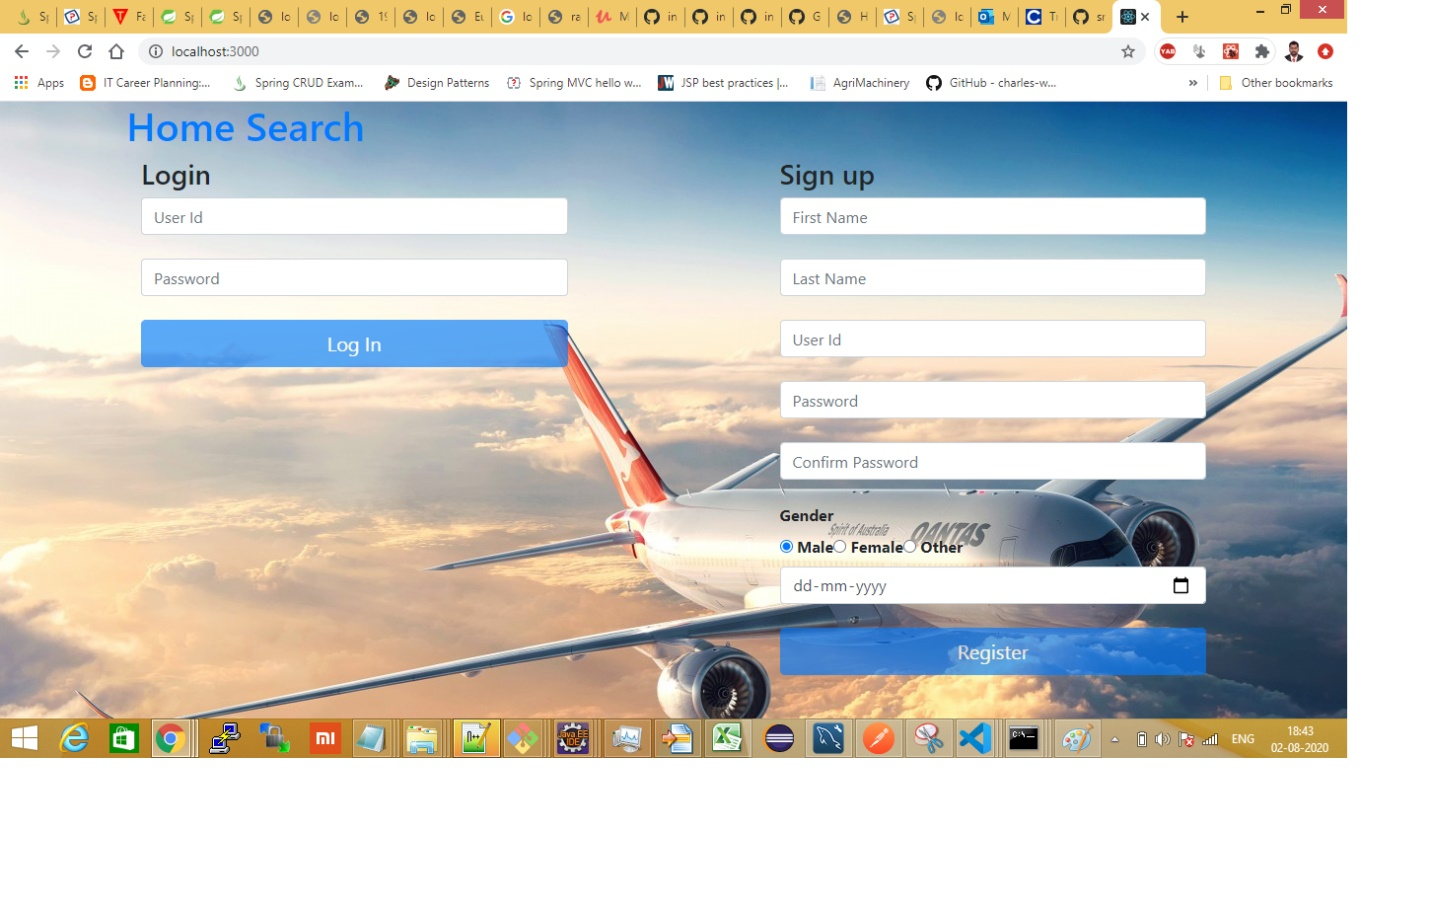 localhost:3000
Apps
IT Career Planning:...
Spring CRUD Exam...
Design Patterns
Spring MVC hello w...
JSP best practices |...
AgriMachinery
GitHub - charles-w...
»
Other bookmarks
Home Search
Login
Sign up
User Id
First Name
Password
Last Name
Log In
User Id
Password
Confirm Password
Gender
Spirit of Australia
QANTAS
Male Female Other
dd-mm-yyyy
Register
ENG
18:43
02-08-2020